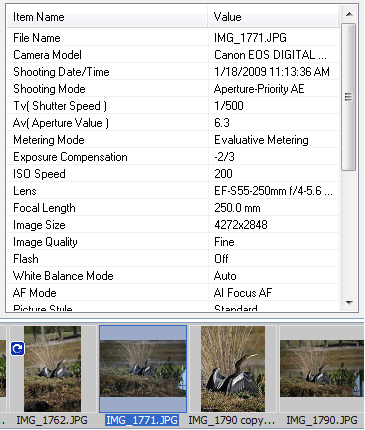 Item Name Value
File Name IMG_1771.JPG
Camera Model Canon EOS DIGITAL ...
Shooting Date/Time 1/18/2009 11:13:36 AM
Shooting Mode Aperture-Priority AE
Tv( Shutter Speed ) 1/500
Av( Aperture Value ) 6.3
Metering Mode Evaluative Metering
Exposure Compensation -2/3
ISO Speed 200
Lens EF-S55-250mm f/4-5.6 ...
Focal Length 250.0 mm
Image Size 4272x2848
Image Quality Fine
Flash Off
White Balance Mode Auto
AF Mode AI Focus AF
Picture Style Standard
... IMG_1762.JPG IMG_1771.JPG IMG_1790 copy... IMG_1790.JPG